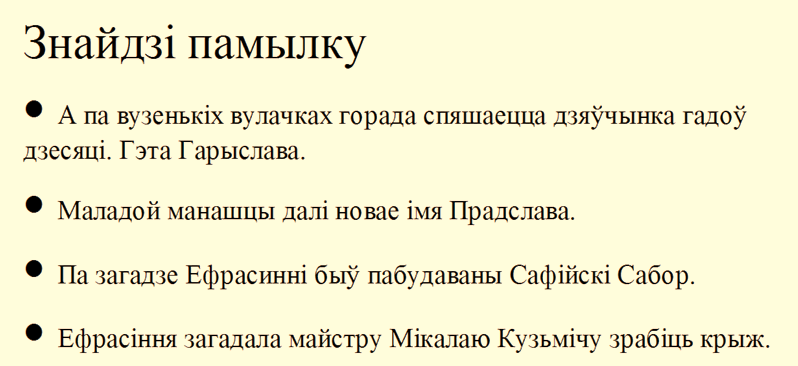 Знайдзі памылку
● А па вузенькіх вулачках горада спяшаецца дзяўчынка гадоў
дзесяці. Гэта Гарыслава.
● Маладой манашцы далі новае імя Прадслава.
● Па загадзе Ефрасинні быў пабудаваны Сафійскі Сабор.
● Ефрасіння загадала майстру Мікалаю Кузьмічу зрабіць крыж.